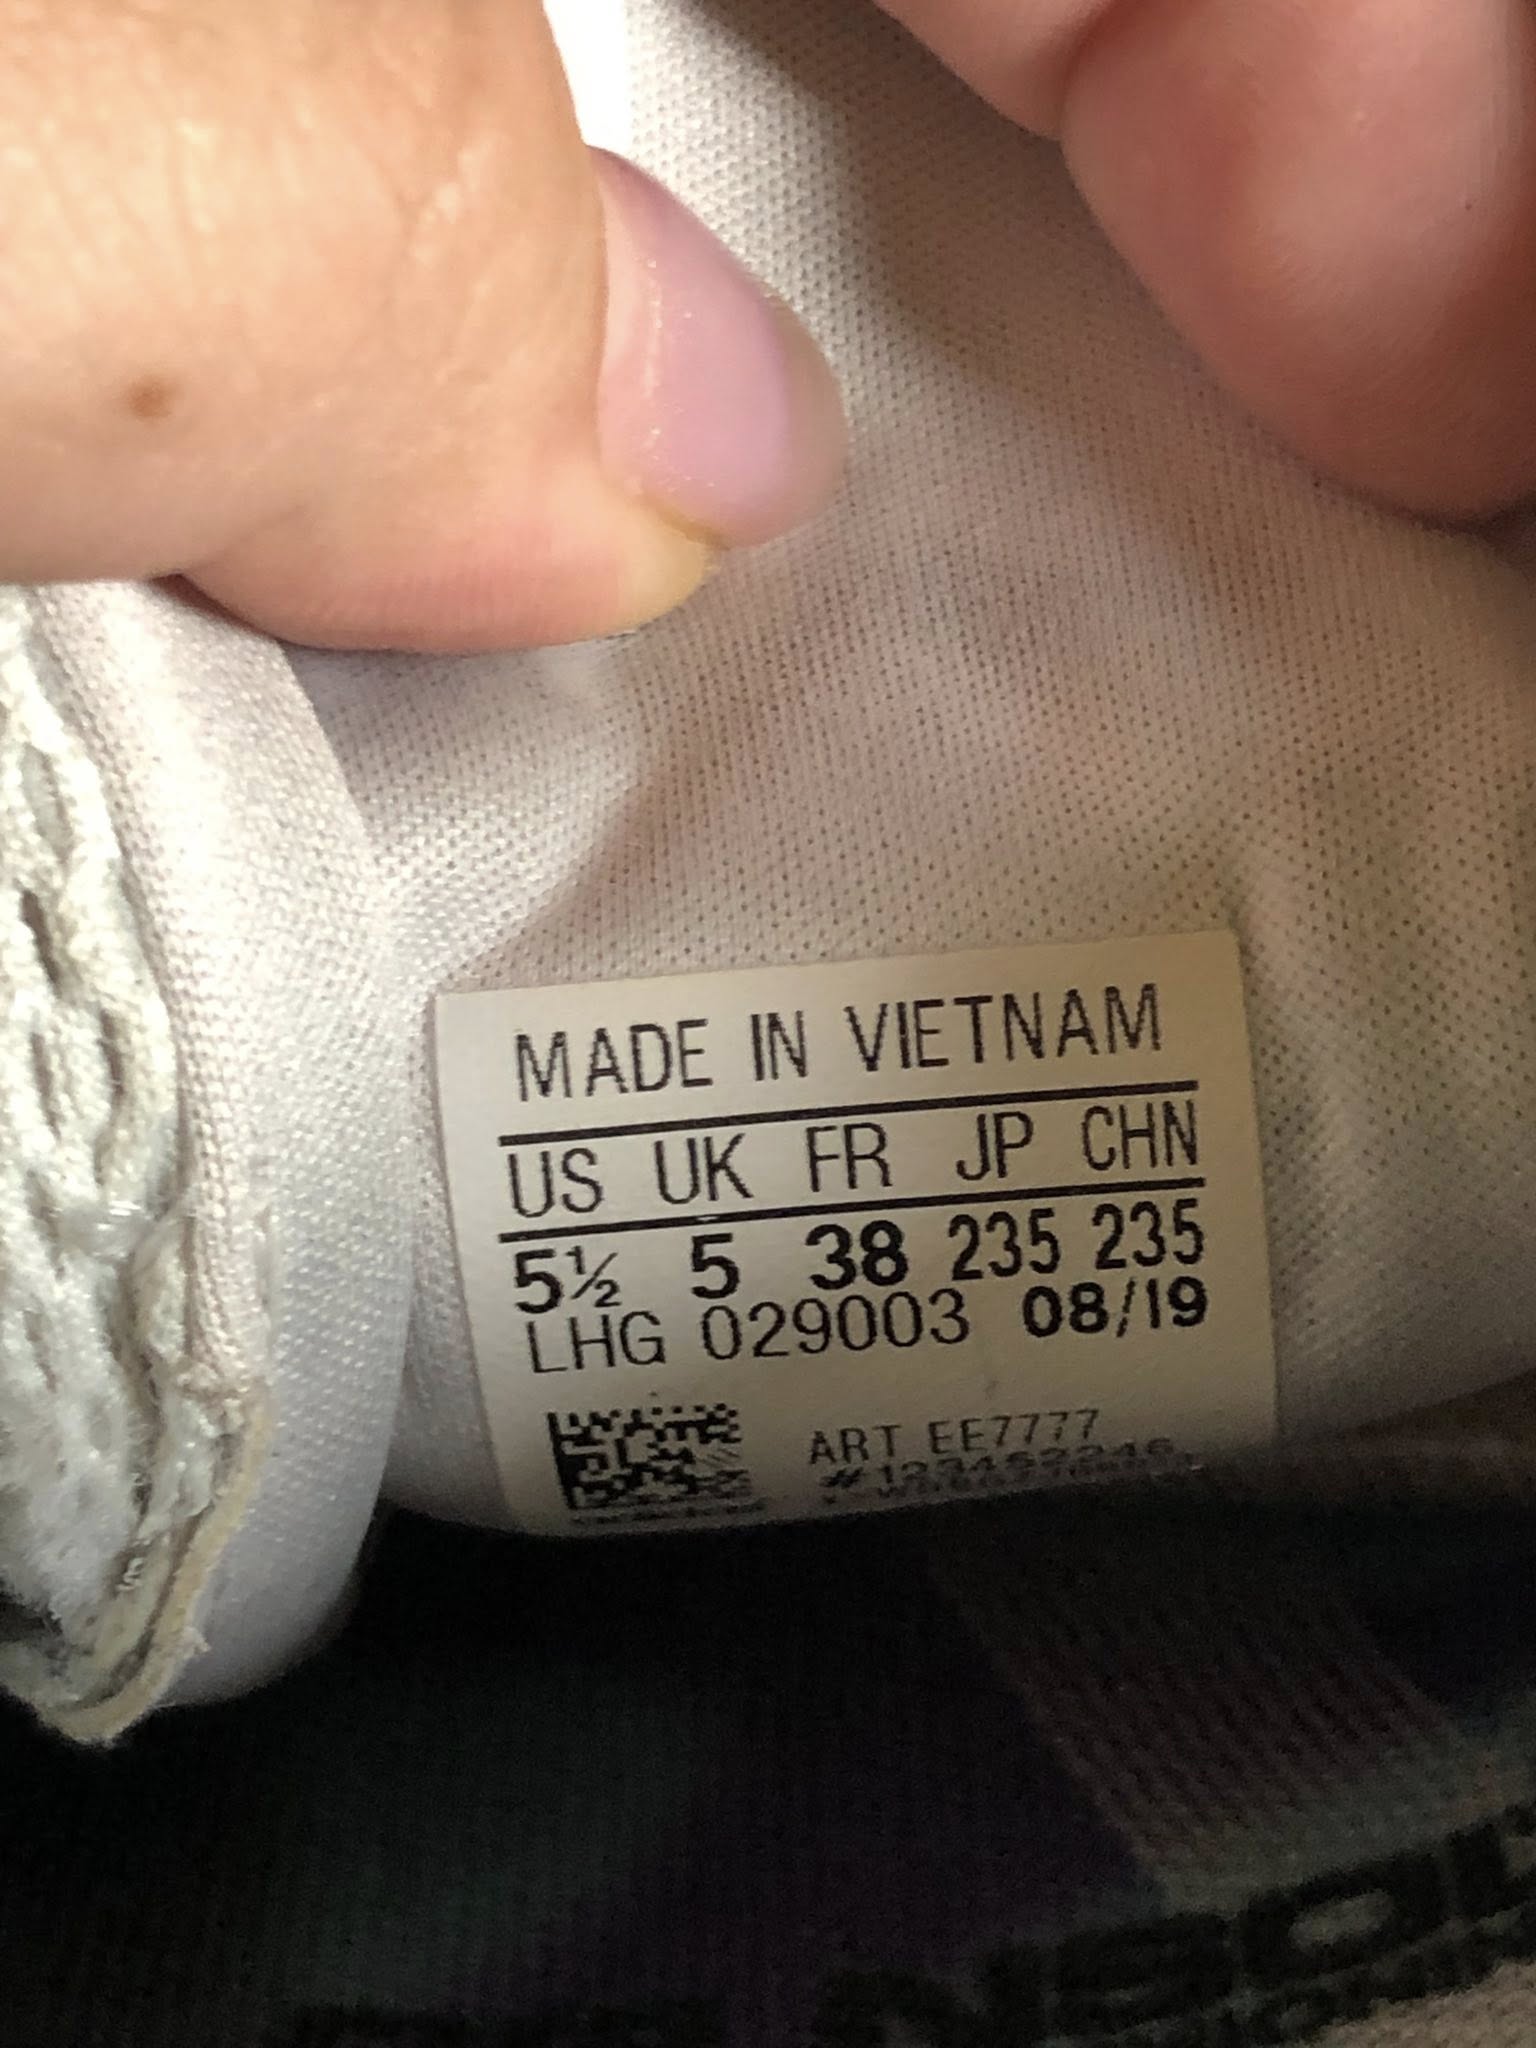 MADE IN VIETNAM
US UK FR JP CHN
5½ 5 38 235 235
LHG 029003 08/19
ART EE7777